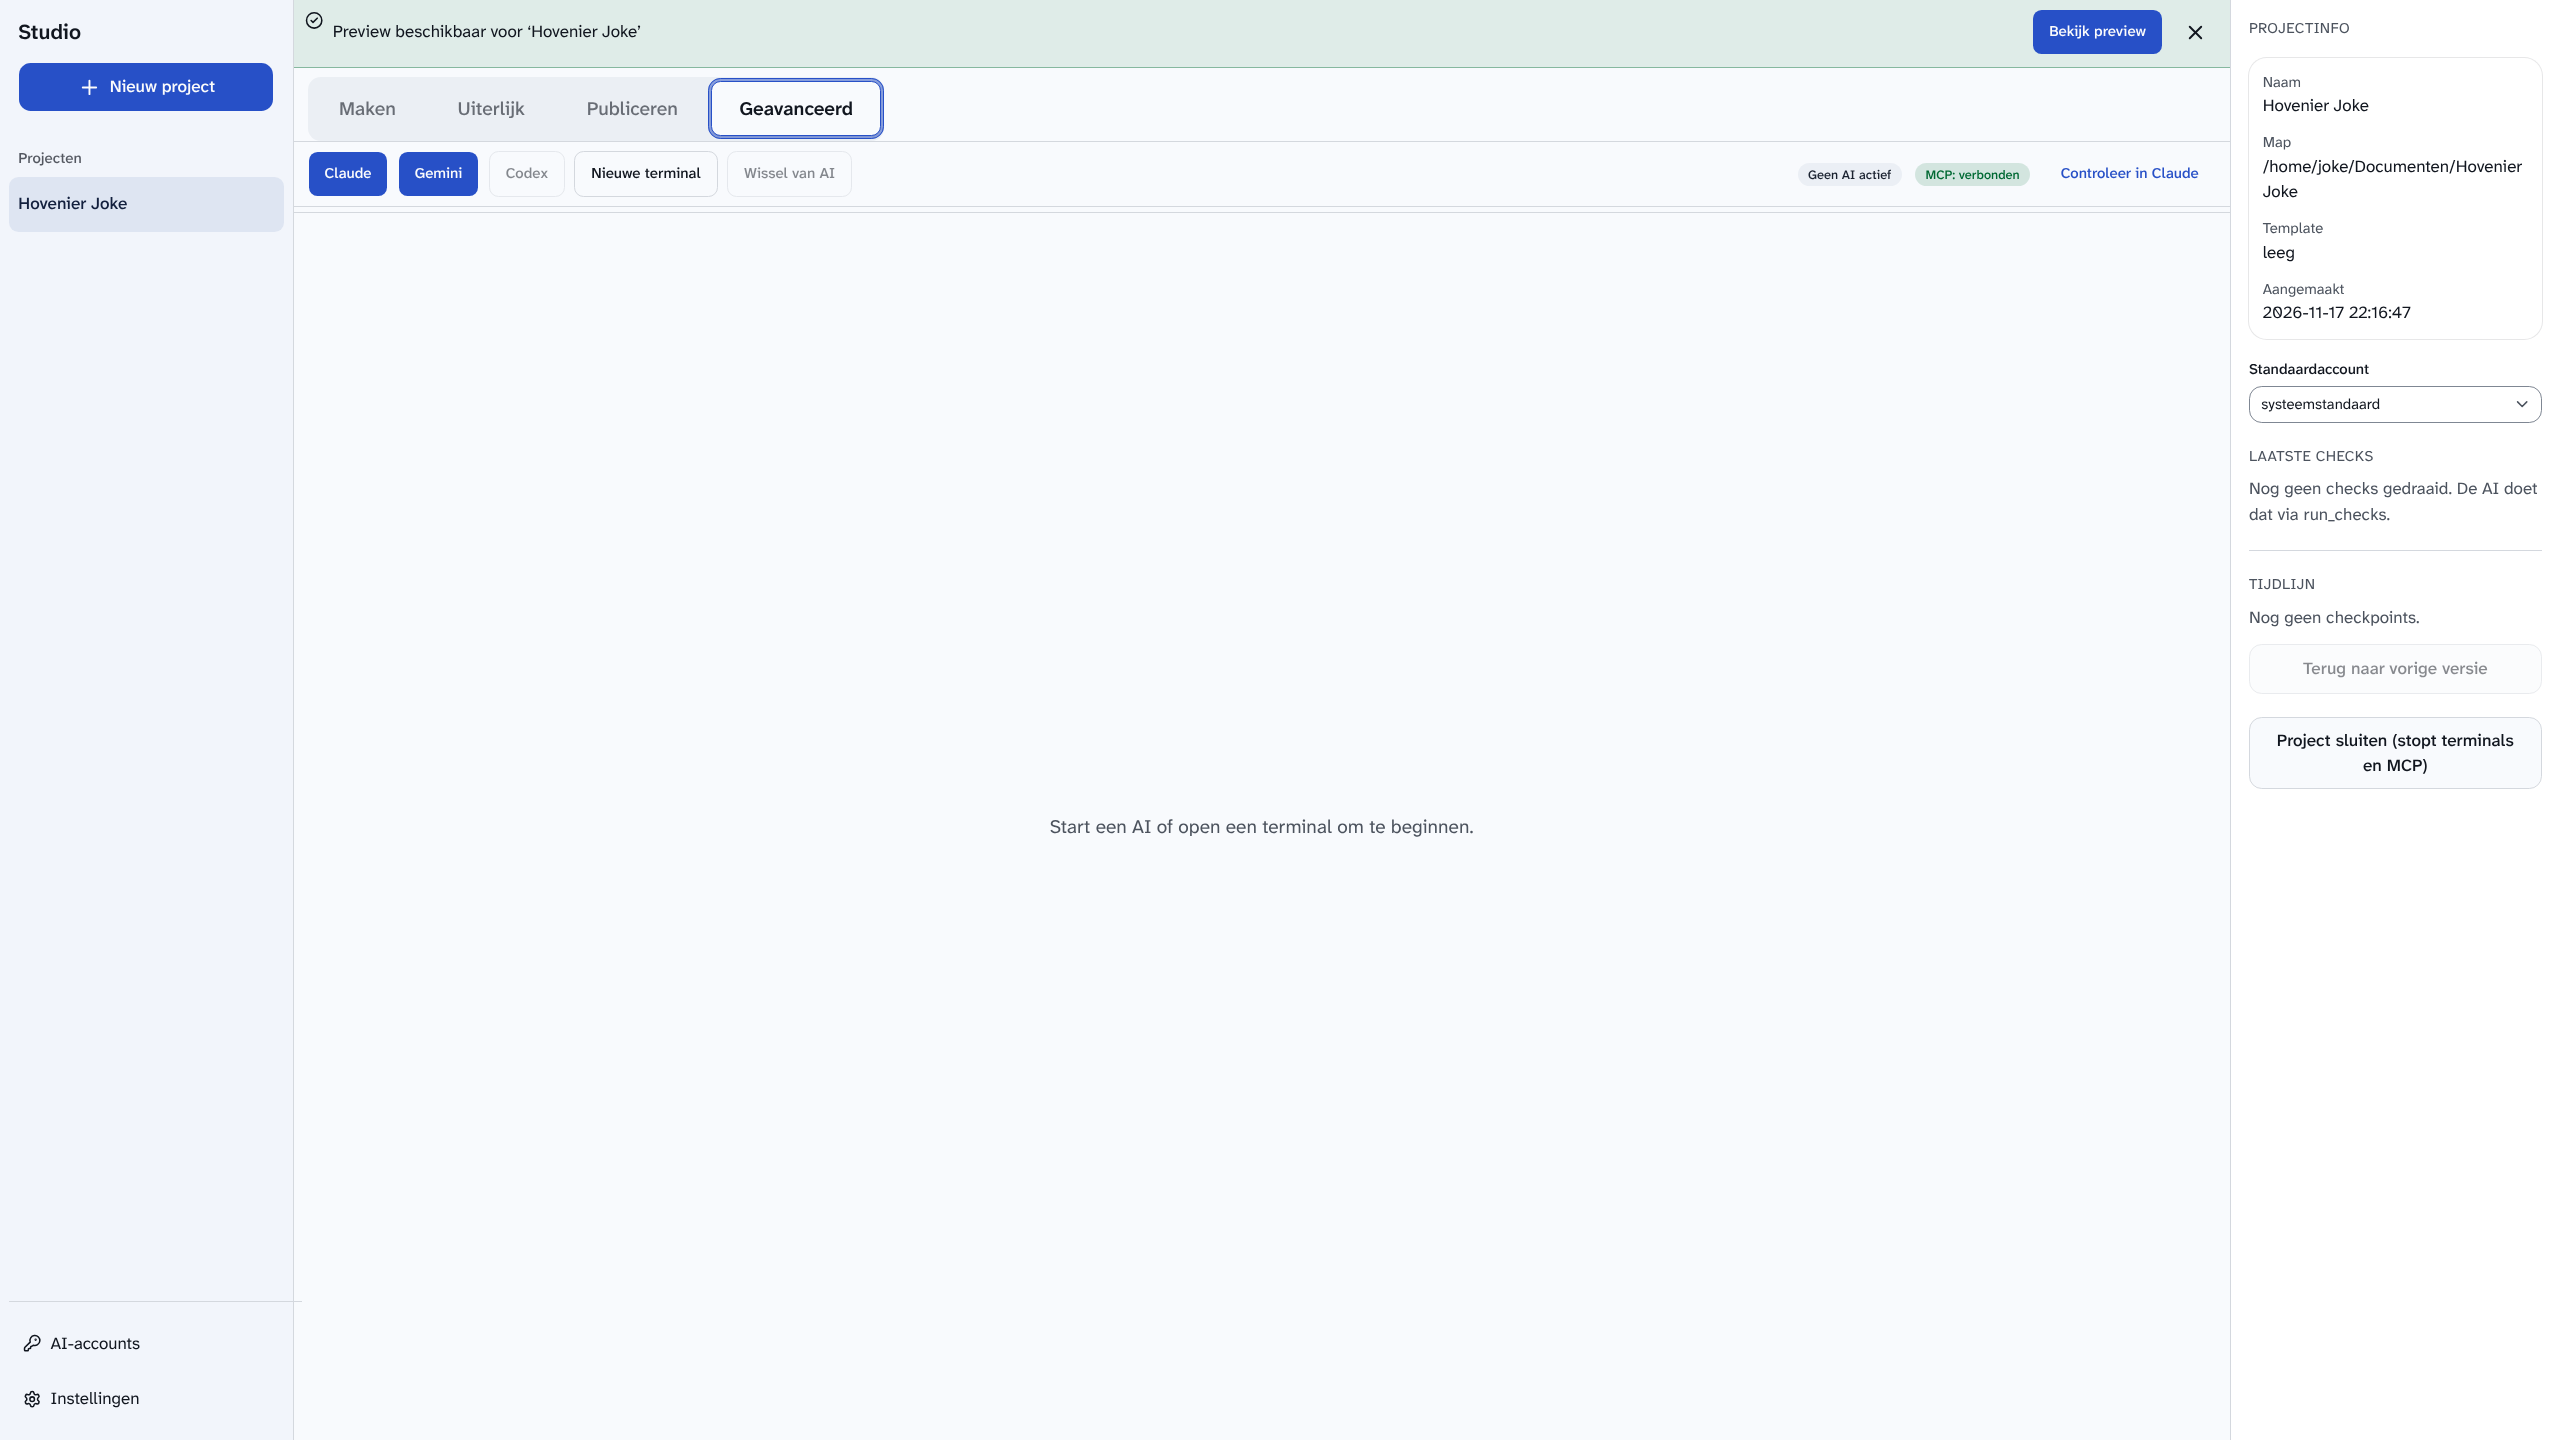 Studio
Nieuw project
Projecten
Hovenier Joke
AI-accounts
Instellingen
Preview beschikbaar voor ‘Hovenier Joke’
Bekijk preview
Maken
Uiterlijk
Publiceren
Geavanceerd
Claude
Gemini
Codex
Nieuwe terminal
Wissel van AI
Geen AI actief
MCP: verbonden
Controleer in Claude
Start een AI of open een terminal om te beginnen.
PROJECTINFO
Naam
Hovenier Joke
Map
/home/joke/Documenten/Hovenier
Joke
Template
leeg
Aangemaakt
2026-11-17 22:16:47
Standaardaccount
systeemstandaard
LAATSTE CHECKS
Nog geen checks gedraaid. De AI doet
dat via run_checks.
TIJDLIJN
Nog geen checkpoints.
Terug naar vorige versie
Project sluiten (stopt terminals
en MCP)